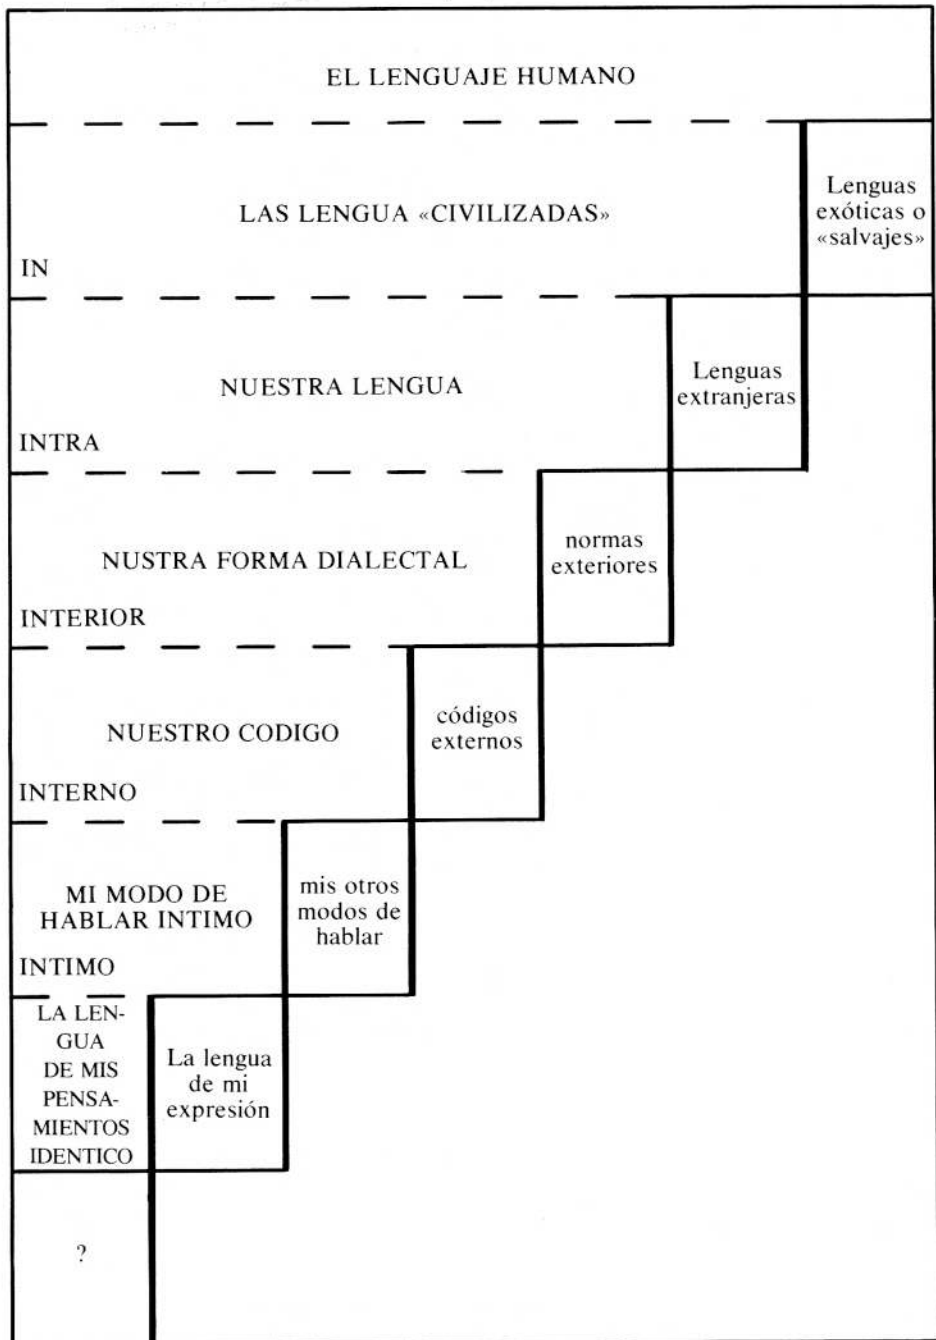 EL LENGUAJE HUMANO
LAS LENGUA «CIVILIZADAS»
Lenguas
exóticas o
«salvajes»
IN
NUESTRA LENGUA
Lenguas
extranjeras
INTRA
NUSTRA FORMA DIALECTAL
normas
exteriores
INTERIOR
NUESTRO CODIGO
códigos
externos
INTERNO
MI MODO DE
HABLAR INTIMO
mis otros
modos de
hablar
INTIMO
LA LEN-
GUA
DE MIS
PENSA-
MIENTOS
IDENTICO
La lengua
de mi
expresión
?